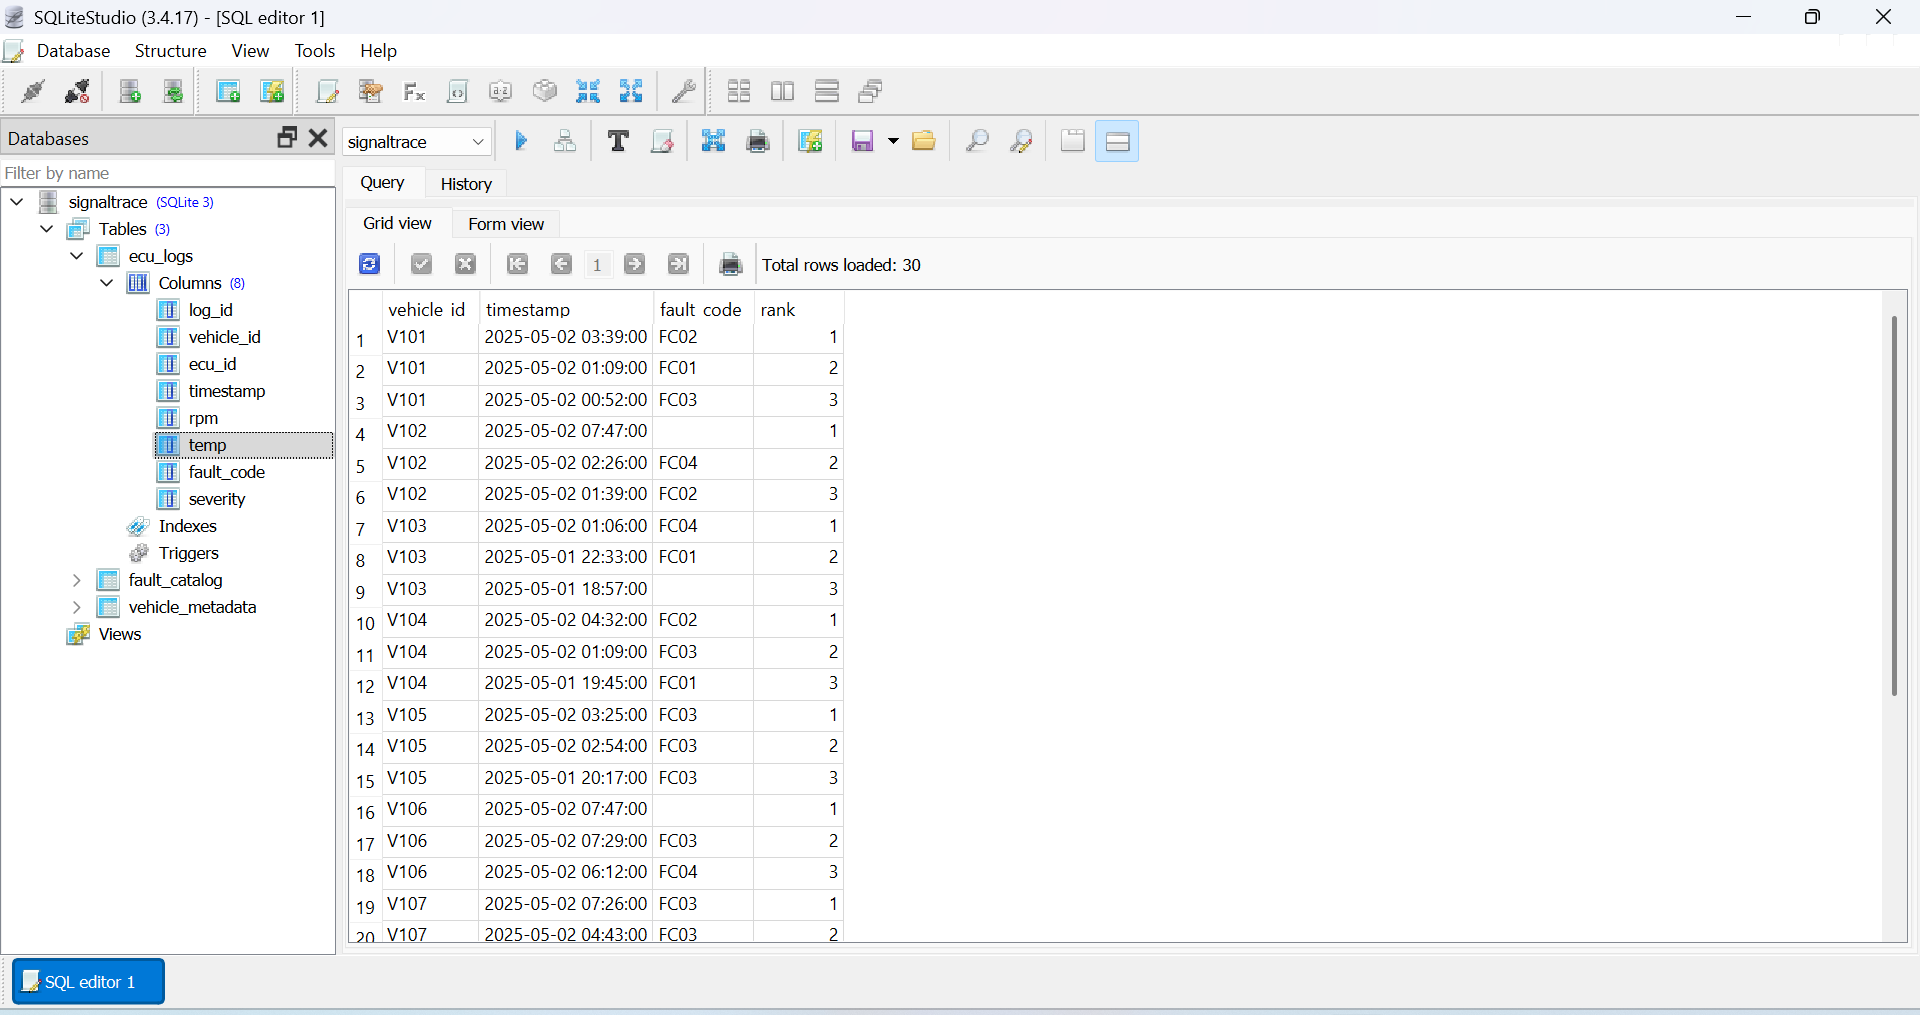 SQLiteStudio (3.4.17) - [SQL editor 1]
Database Structure View Tools Help
Databases
signaltrace
Filter by name
Query History
signaltrace (SQLite 3)
Tables (3)
ecu_logs
Columns (8)
log_id
vehicle_id
ecu_id
timestamp
rpm
temp
fault_code
severity
Indexes
Triggers
fault_catalog
vehicle_metadata
Views
Grid view Form view
1 Total rows loaded: 30
vehicle_id timestamp fault_code rank
1 V101 2025-05-02 03:39:00 FC02 1
2 V101 2025-05-02 01:09:00 FC01 2
3 V101 2025-05-02 00:52:00 FC03 3
4 V102 2025-05-02 07:47:00 1
5 V102 2025-05-02 02:26:00 FC04 2
6 V102 2025-05-02 01:39:00 FC02 3
7 V103 2025-05-02 01:06:00 FC04 1
8 V103 2025-05-01 22:33:00 FC01 2
9 V103 2025-05-01 18:57:00 3
10 V104 2025-05-02 04:32:00 FC02 1
11 V104 2025-05-02 01:09:00 FC03 2
12 V104 2025-05-01 19:45:00 FC01 3
13 V105 2025-05-02 03:25:00 FC03 1
14 V105 2025-05-02 02:54:00 FC03 2
15 V105 2025-05-01 20:17:00 FC03 3
16 V106 2025-05-02 07:47:00 1
17 V106 2025-05-02 07:29:00 FC03 2
18 V106 2025-05-02 06:12:00 FC04 3
19 V107 2025-05-02 07:26:00 FC03 1
20 V107 2025-05-02 04:43:00 FC03 2
SQL editor 1